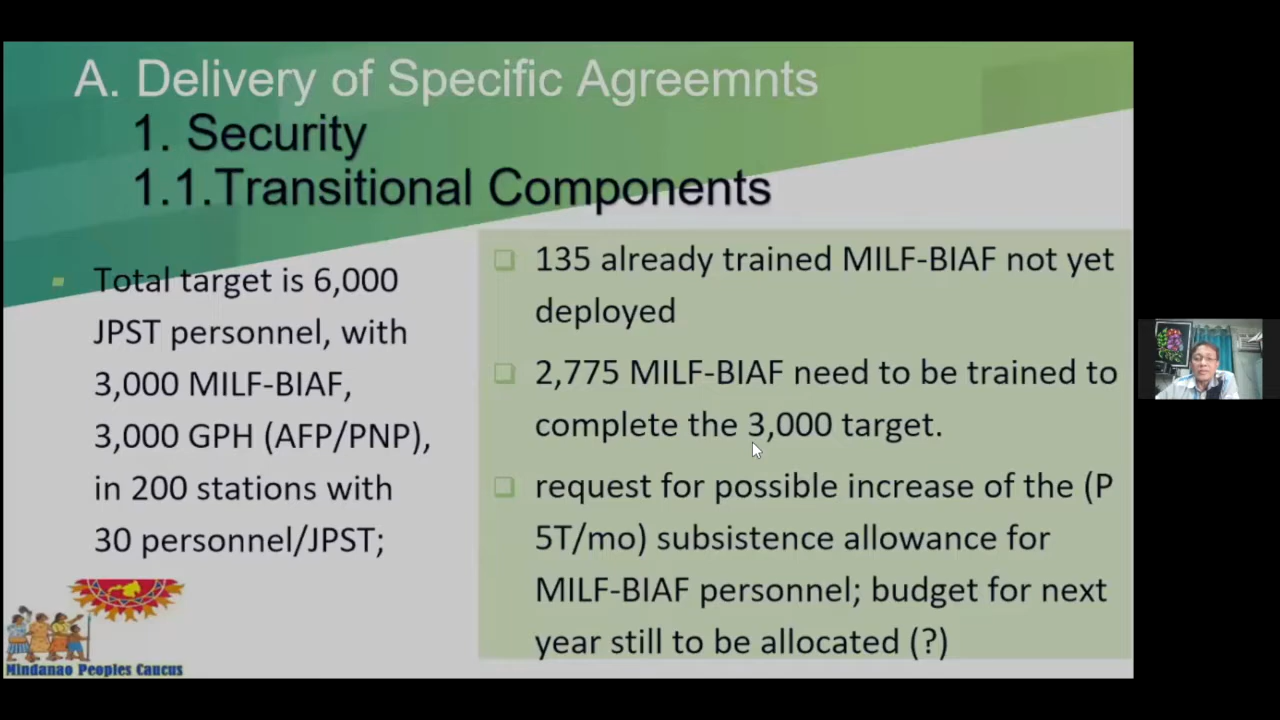 A. Delivery of Specific Agreemnts
1. Security
1.1.Transitional Components
Total target is 6,000
JPST personnel, with
3,000 MILF-BIAF,
3,000 GPH (AFP/PNP),
in 200 stations with
30 personnel/JPST;
135 already trained MILF-BIAF not yet
deployed
2,775 MILF-BIAF need to be trained to
complete the 3,000 target.
request for possible increase of the (P
5T/mo) subsistence allowance for
MILF-BIAF personnel; budget for next
year still to be allocated (?)
Mindanao Peoples Caucus